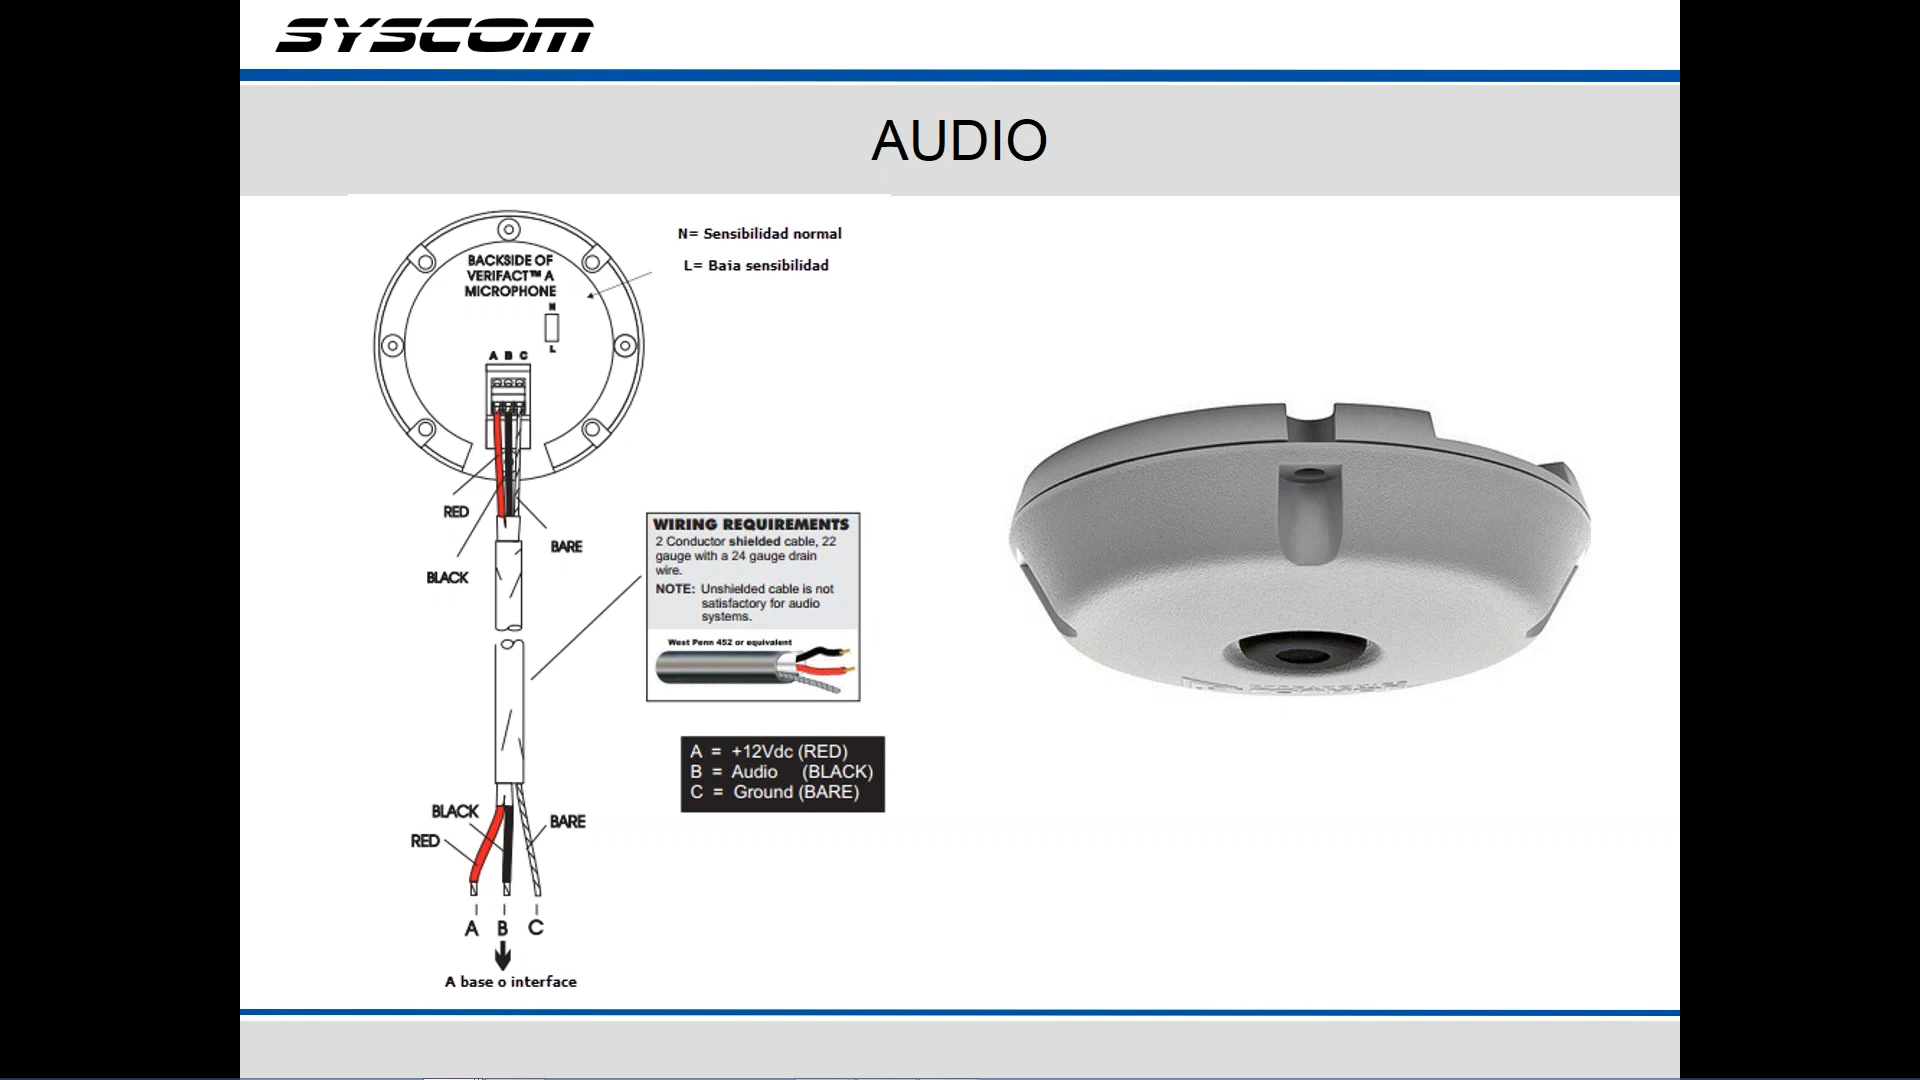 SYSCOM
AUDIO
N= Sensibilidad normal
L= Baia sensibilidad
BACKSIDE OF
VERIFACT™ A
MICROPHONE
N
L
A B C
RED
BARE
BLACK
WIRING REQUIREMENTS
2 Conductor shielded cable, 22
gauge with a 24 gauge drain
wire.
NOTE: Unshielded cable is not
satisfactory for audio
systems.
West Penn 452 or equivalent
A = +12Vdc (RED)
B = Audio (BLACK)
C = Ground (BARE)
BLACK
BARE
RED
A B C
A base o interface